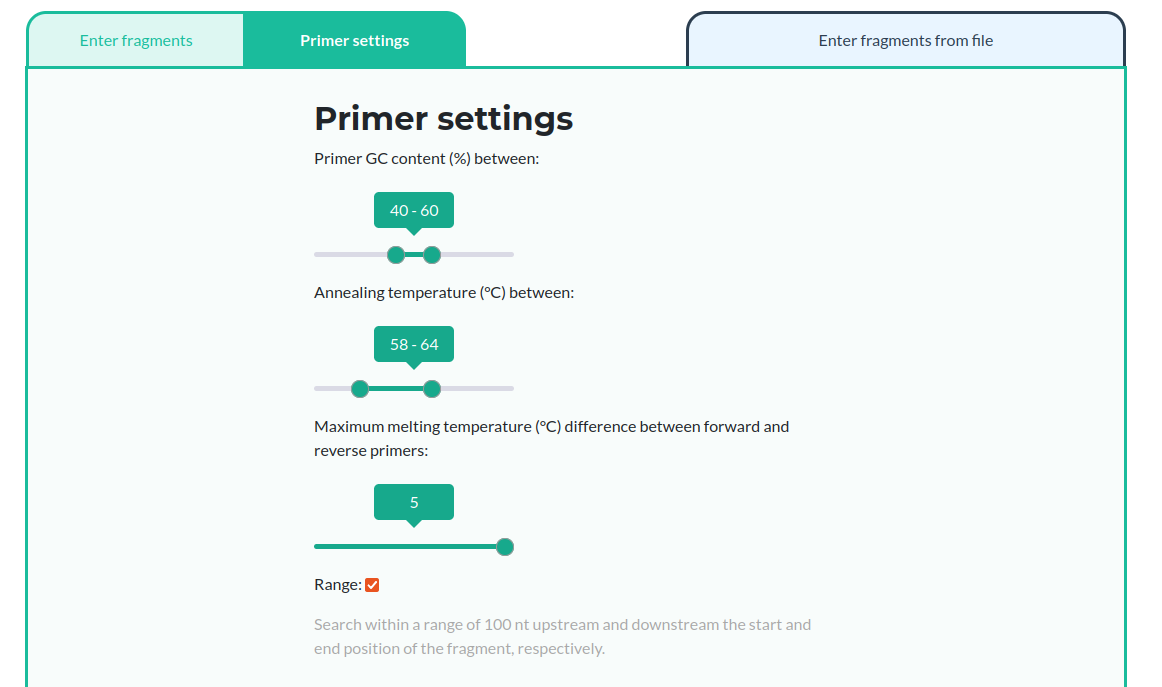 Enter fragments
Primer settings
Enter fragments from file
Primer settings
Primer GC content (%) between:
40 - 60
Annealing temperature (ºC) between:
58 - 64
Maximum melting temperature (ºC) difference between forward and
reverse primers:
5
Range:
Search within a range of 100 nt upstream and downstream the start and
end position of the fragment, respectively.